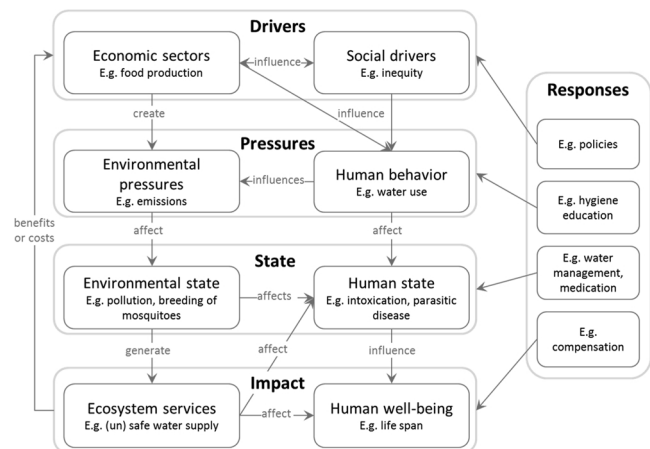 Drivers
Economic sectors
E.g. food production
influence
Social drivers
E.g. inequity
create
influence
Pressures
Environmental
pressures
E.g. emissions
influences
Human behavior
E.g. water use
affect
affect
State
Environmental state
E.g. pollution, breeding of
mosquitoes
affects
Human state
E.g. intoxication, parasitic
disease
generate
affect
influence
Impact
Ecosystem services
E.g. (un) safe water supply
affect
Human well-being
E.g. life span
benefits
or costs
Responses
E.g. policies
E.g. hygiene
education
E.g. water
management,
medication
E.g.
compensation